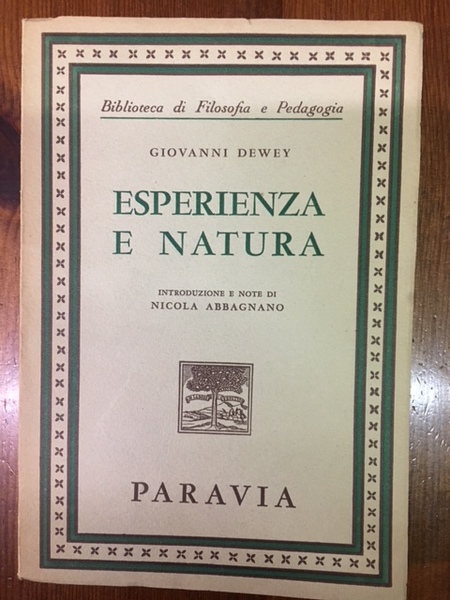 Biblioteca di Filosofia e Pedagogia
GIOVANNI DEWEY
ESPERIENZA
E NATURA
INTRODUZIONE E NOTE DI
NICOLA ABBAGNANO
PARAVIA